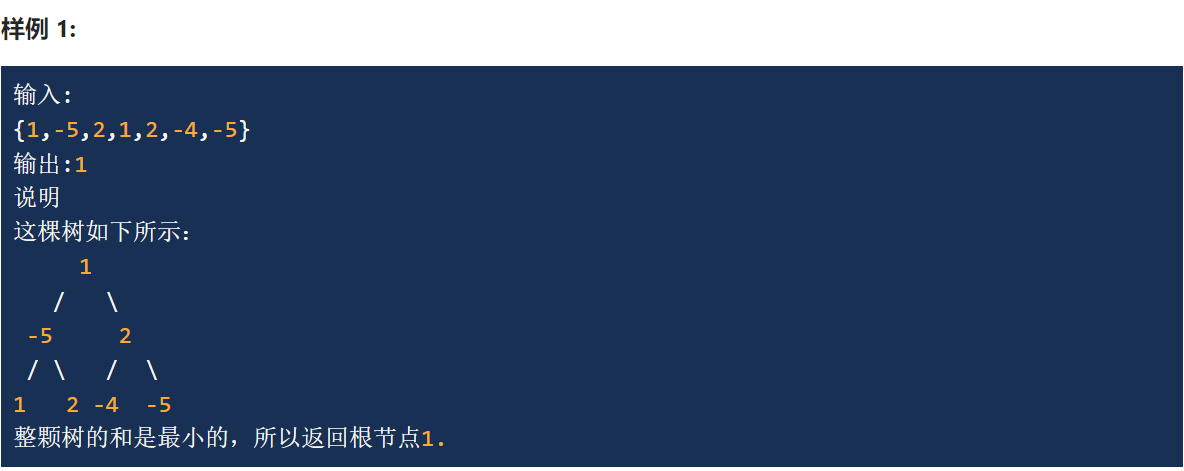 样例 1:
输入:
{1,-5,2,1,2,-4,-5}
输出:1
说明
这棵树如下所示：
     1
   /   \
 -5     2
 / \   /  \
1   2 -4  -5
整颗树的和是最小的，所以返回根节点1.